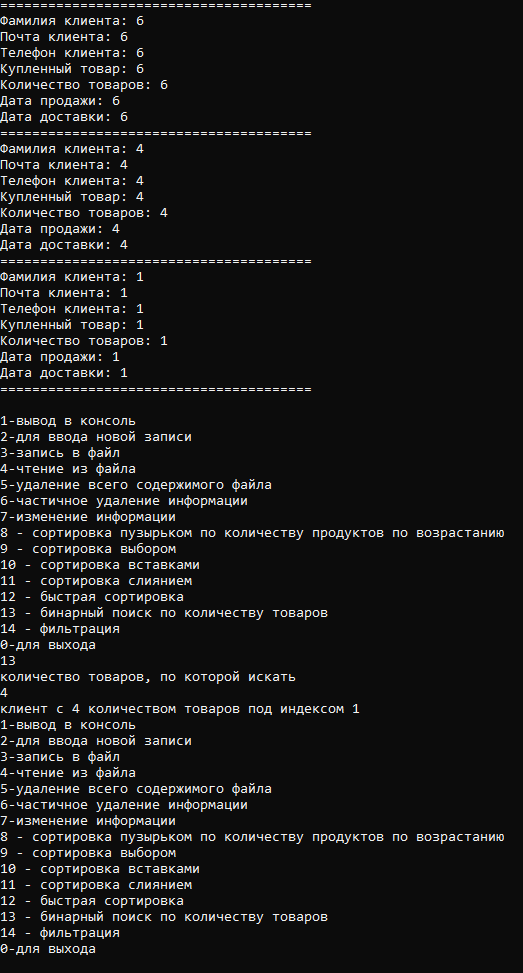 =======================================
Фамилия клиента: 6
Почта клиента: 6
Телефон клиента: 6
Купленный товар: 6
Количество товаров: 6
Дата продажи: 6
Дата доставки: 6
=======================================
Фамилия клиента: 4
Почта клиента: 4
Телефон клиента: 4
Купленный товар: 4
Количество товаров: 4
Дата продажи: 4
Дата доставки: 4
=======================================
Фамилия клиента: 1
Почта клиента: 1
Телефон клиента: 1
Купленный товар: 1
Количество товаров: 1
Дата продажи: 1
Дата доставки: 1
=======================================
1-вывод в консоль
2-для ввода новой записи
3-запись в файл
4-чтение из файла
5-удаление всего содержимого файла
6-частичное удаление информации
7-изменение информации
8 - сортировка пузырьком по количеству продуктов по возрастанию
9 - сортировка выбором
10 - сортировка вставками
11 - сортировка слиянием
12 - быстрая сортировка
13 - бинарный поиск по количеству товаров
14 - фильтрация
0-для выхода
13
количество товаров, по которой искать
4
клиент с 4 количеством товаров под индексом 1
1-вывод в консоль
2-для ввода новой записи
3-запись в файл
4-чтение из файла
5-удаление всего содержимого файла
6-частичное удаление информации
7-изменение информации
8 - сортировка пузырьком по количеству продуктов по возрастанию
9 - сортировка выбором
10 - сортировка вставками
11 - сортировка слиянием
12 - быстрая сортировка
13 - бинарный поиск по количеству товаров
14 - фильтрация
0-для выхода